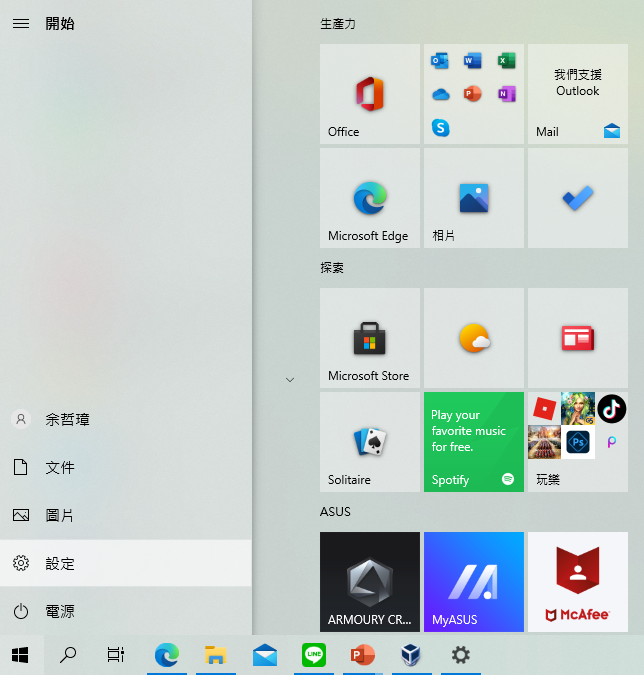 開始
余哲瑋
文件
圖片
設定
電源
生產力
Office
我們支援
Outlook
Mail
Microsoft Edge
相片
探索
Microsoft Store
Solitaire
Play your
favorite music
for free.
Spotify
玩樂
ASUS
ARMOURY CR...
MyASUS
McAfee